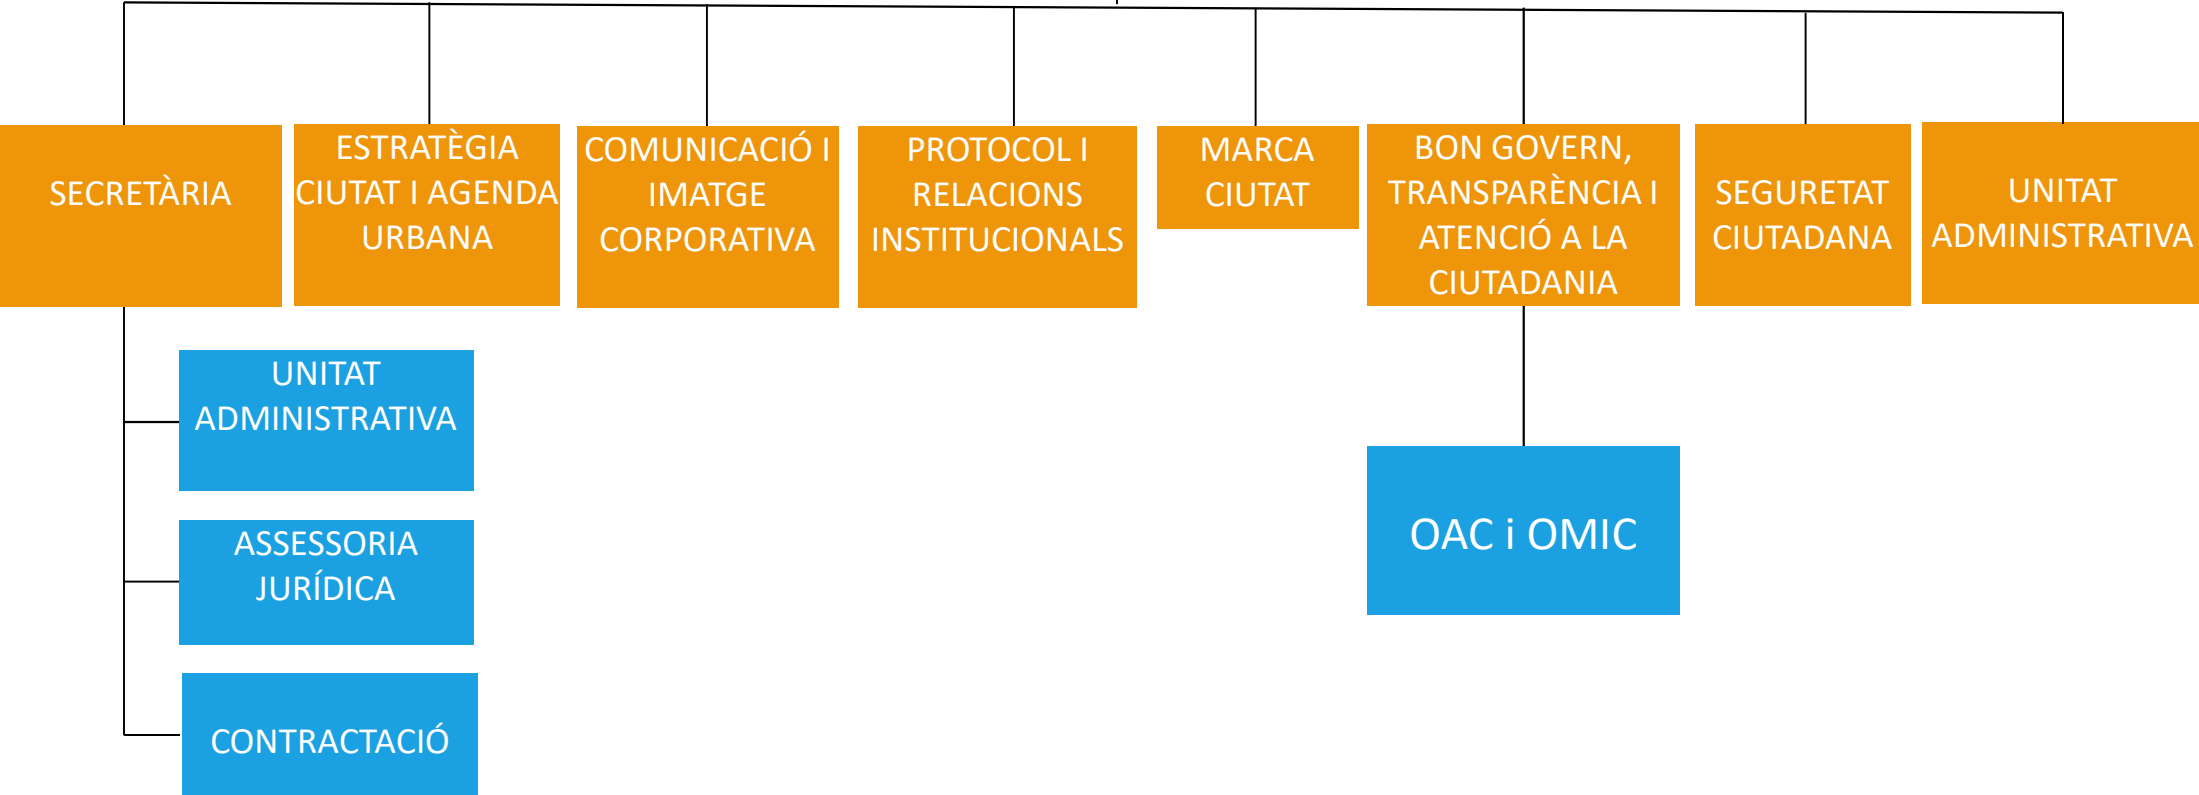 SECRETÀRIA
ESTRATÈGIA
CIUTAT I AGENDA
URBANA
COMUNICACIÓ I
IMATGE
CORPORATIVA
PROTOCOL I
RELACIONS
INSTITUCIONALS
MARCA
CIUTAT
BON GOVERN,
TRANSPARÈNCIA I
ATENCIÓ A LA
CIUTADANIA
SEGURETAT
CIUTADANA
UNITAT
ADMINISTRATIVA
UNITAT
ADMINISTRATIVA
ASSESSORIA
JURÍDICA
CONTRACTACIÓ
OAC i OMIC